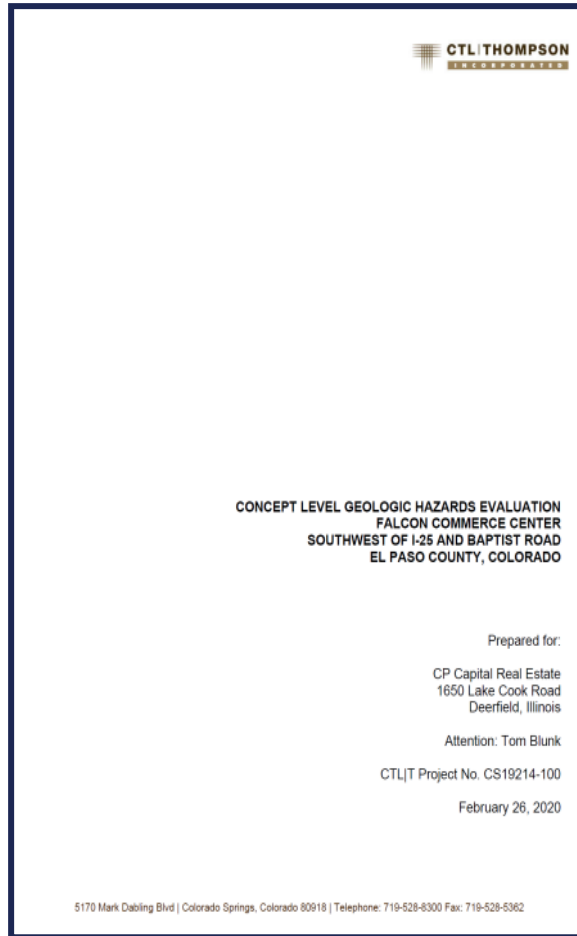 CTL|THOMPSON
INCORPORATED
CONCEPT LEVEL GEOLOGIC HAZARDS EVALUATION
FALCON COMMERCE CENTER
SOUTHWEST OF I-25 AND BAPTIST ROAD
EL PASO COUNTY, COLORADO
Prepared for:
CP Capital Real Estate
1650 Lake Cook Road
Deerfield, Illinois
Attention: Tom Blunk
CTL|T Project No. CS19214-100
February 26, 2020
5170 Mark Dabling Blvd | Colorado Springs, Colorado 80918 | Telephone: 719-528-8300 Fax: 719-528-5362